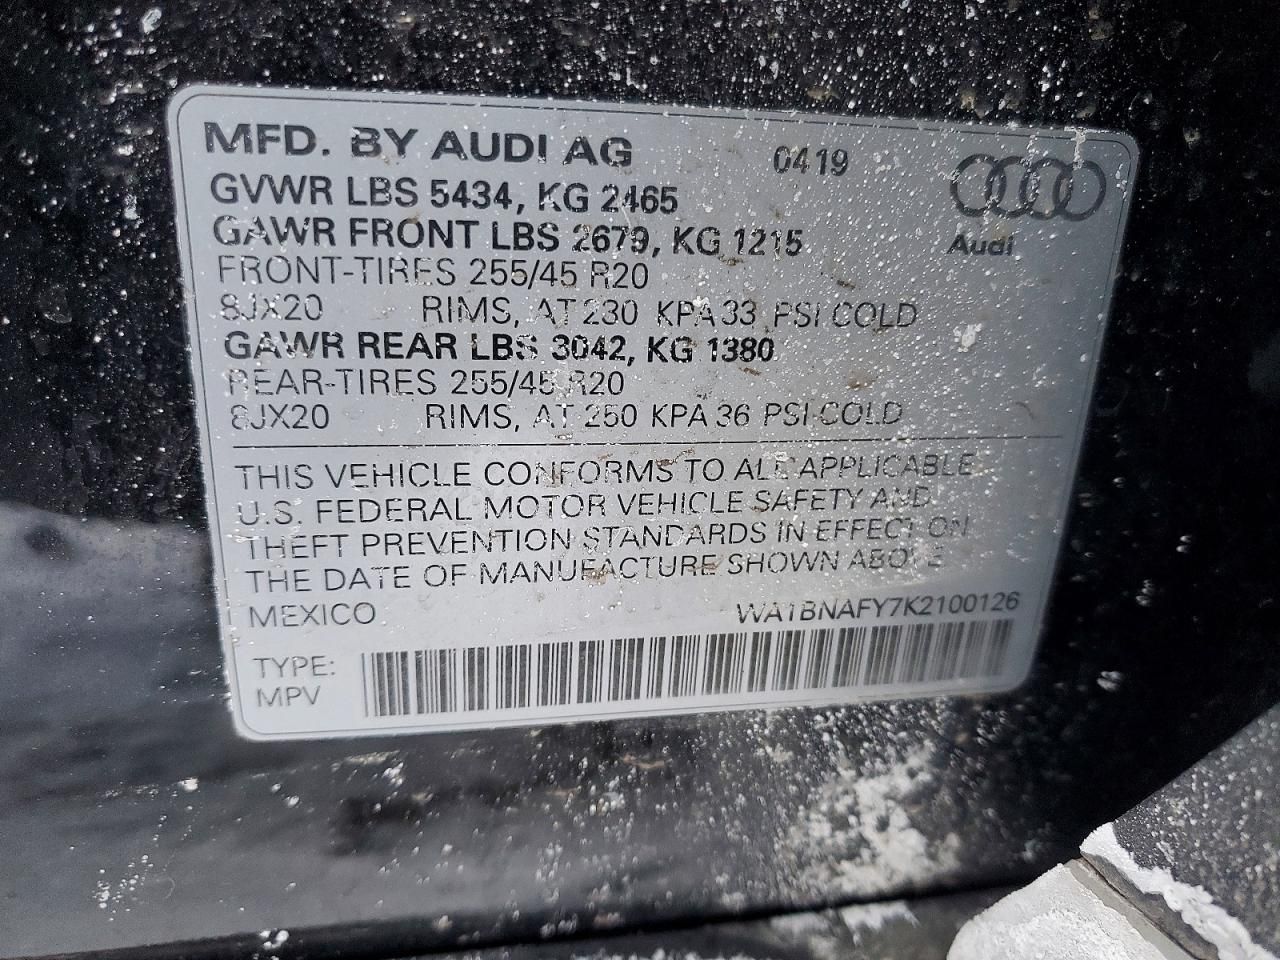 MFD. BY AUDI AG 0419
GVWR LBS 5434, KG 2465
GAWR FRONT LBS 2679, KG 1215
Audi
FRONT-TIRES 255/45 R20
8JX20 RIMS, AT 230 KPA 33 PSI COLD
GAWR REAR LBS 3042, KG 1380
REAR-TIRES 255/45 R20
8JX20 RIMS, AT 250 KPA 36 PSI COLD
THIS VEHICLE CONFORMS TO ALL APPLICABLE
U.S. FEDERAL MOTOR VEHICLE SAFETY AND
THEFT PREVENTION STANDARDS IN EFFECT ON
THE DATE OF MANUFACTURE SHOWN ABOVE
MEXICO WA1BNAFY7K2100126
TYPE:
MPV